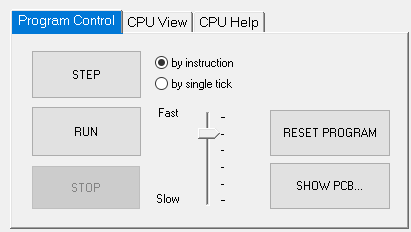 Program Control CPU View CPU Help
STEP
by instruction
by single tick
RUN
Fast
Slow
RESET PROGRAM
STOP
SHOW PCB...